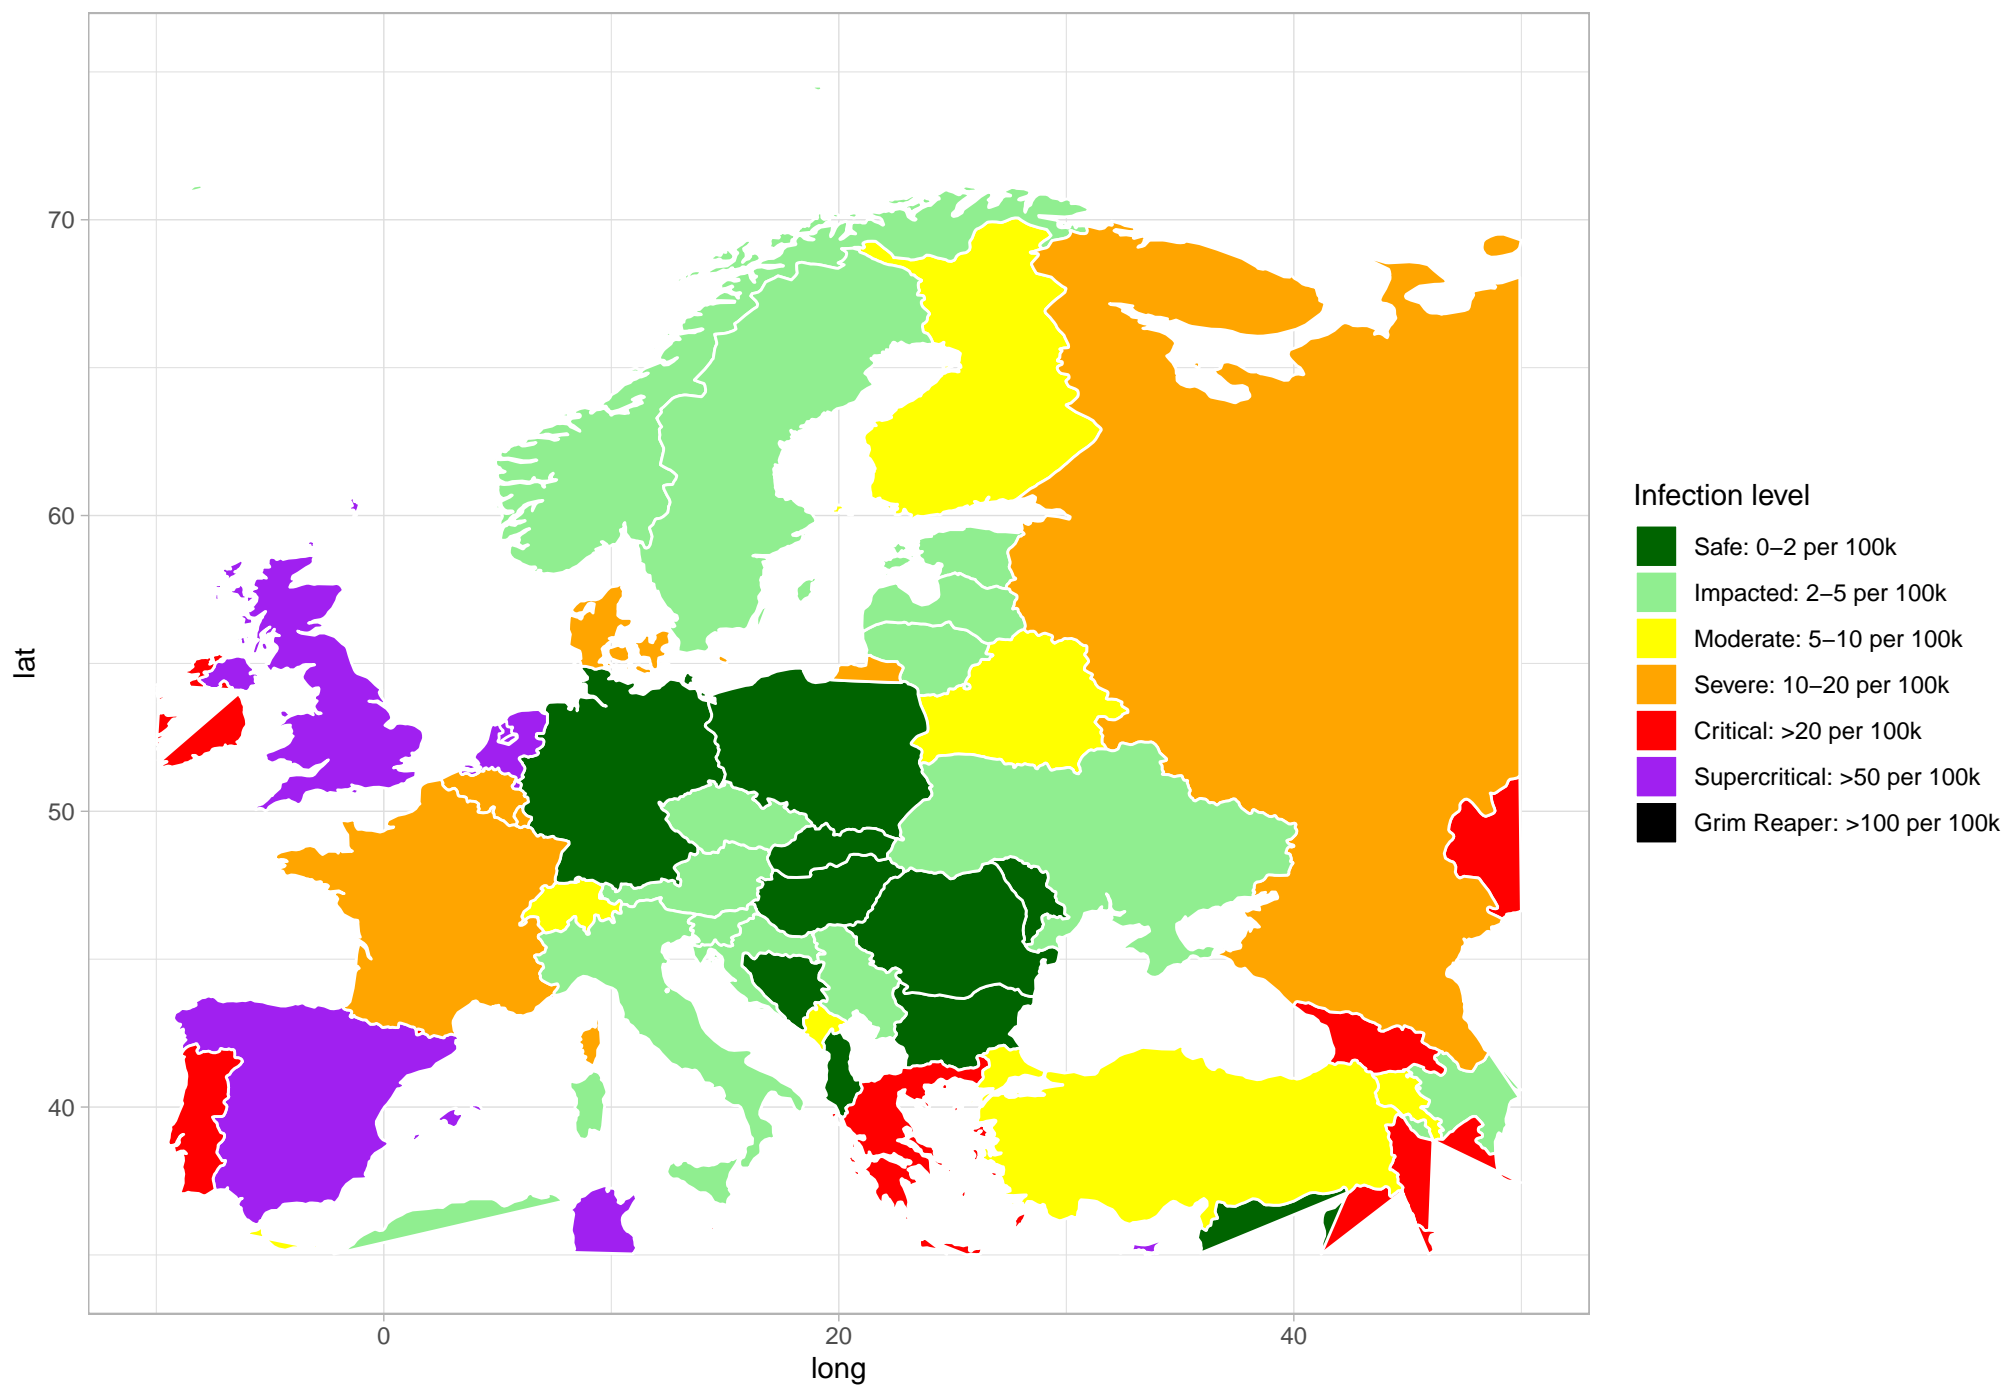 70
60
50
40
lat
0
20
40
long
Infection level
Safe: 0−2 per 100k
Impacted: 2−5 per 100k
Moderate: 5−10 per 100k
Severe: 10−20 per 100k
Critical: >20 per 100k
Supercritical: >50 per 100k
Grim Reaper: >100 per 100k